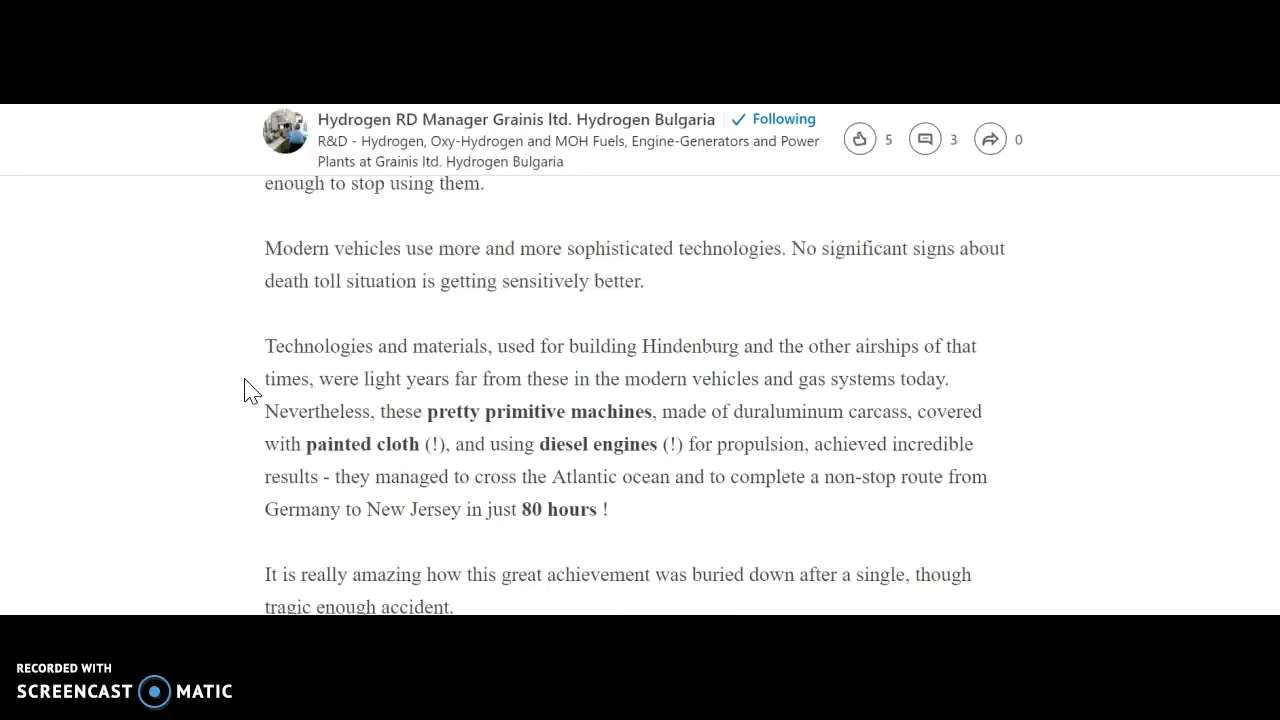 Hydrogen RD Manager Grainis ltd. Hydrogen Bulgaria Following
R&D - Hydrogen, Oxy-Hydrogen and MOH Fuels, Engine-Generators and Power
Plants at Grainis ltd. Hydrogen Bulgaria
5 3 0
enough to stop using them.
Modern vehicles use more and more sophisticated technologies. No significant signs about
death toll situation is getting sensitively better.
Technologies and materials, used for building Hindenburg and the other airships of that
times, were light years far from these in the modern vehicles and gas systems today.
Nevertheless, these pretty primitive machines, made of duraluminum carcass, covered
with painted cloth (!), and using diesel engines (!) for propulsion, achieved incredible
results - they managed to cross the Atlantic ocean and to complete a non-stop route from
Germany to New Jersey in just 80 hours !
It is really amazing how this great achievement was buried down after a single, though
tragic enough accident.
RECORDED WITH
SCREENCAST MATIC